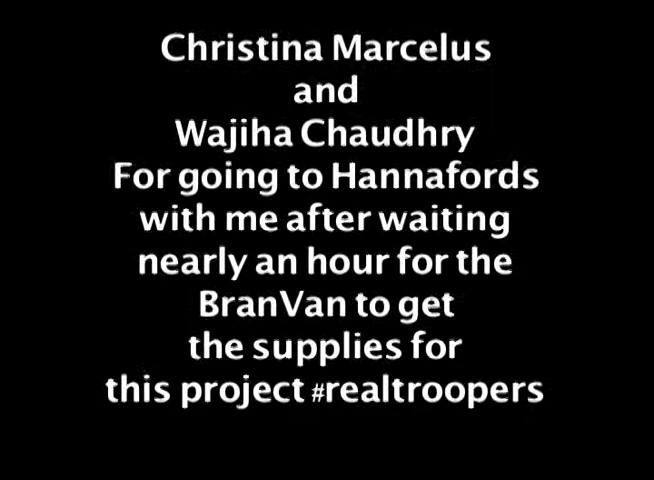 Christina Marcelus
and
Wajiha Chaudhry
For going to Hannafords
with me after waiting
nearly an hour for the
BranVan to get
the supplies for
this project #realtroopers